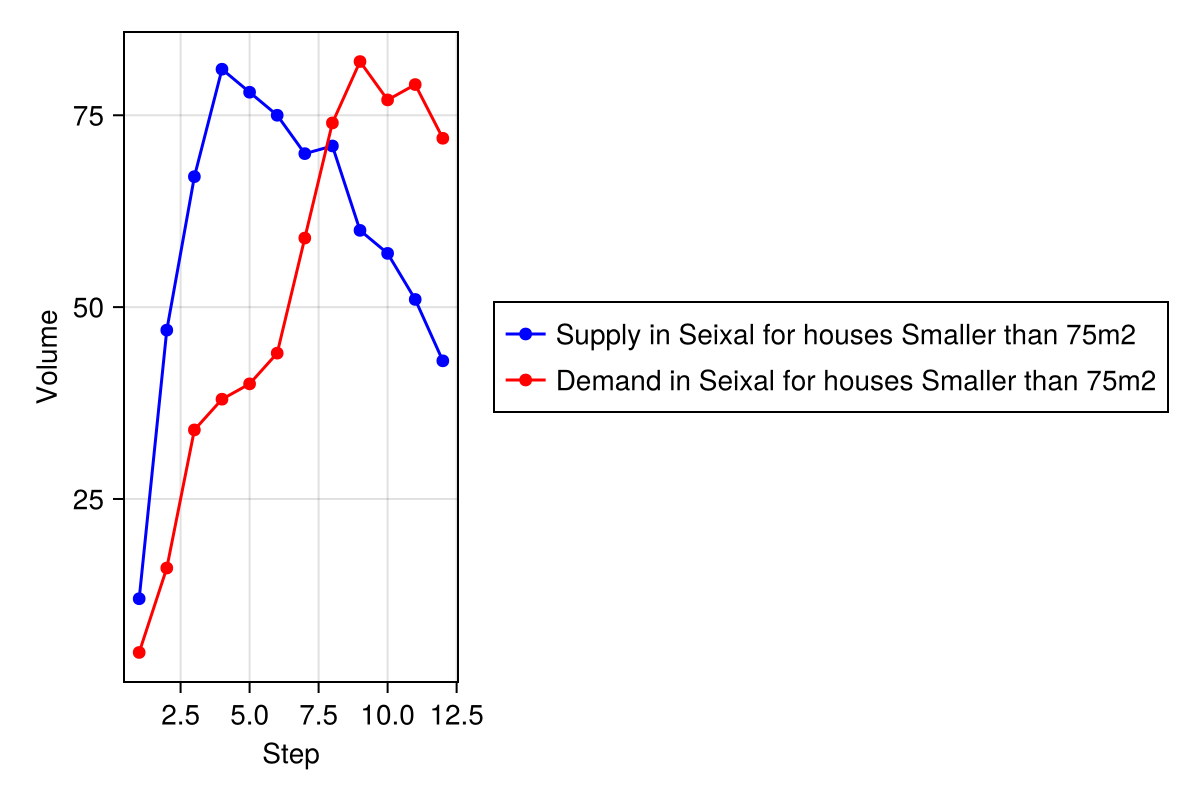 75
50
25
Volume
2.5 5.0 7.5 10.0 12.5
Step
Supply in Seixal for houses Smaller than 75m2
Demand in Seixal for houses Smaller than 75m2